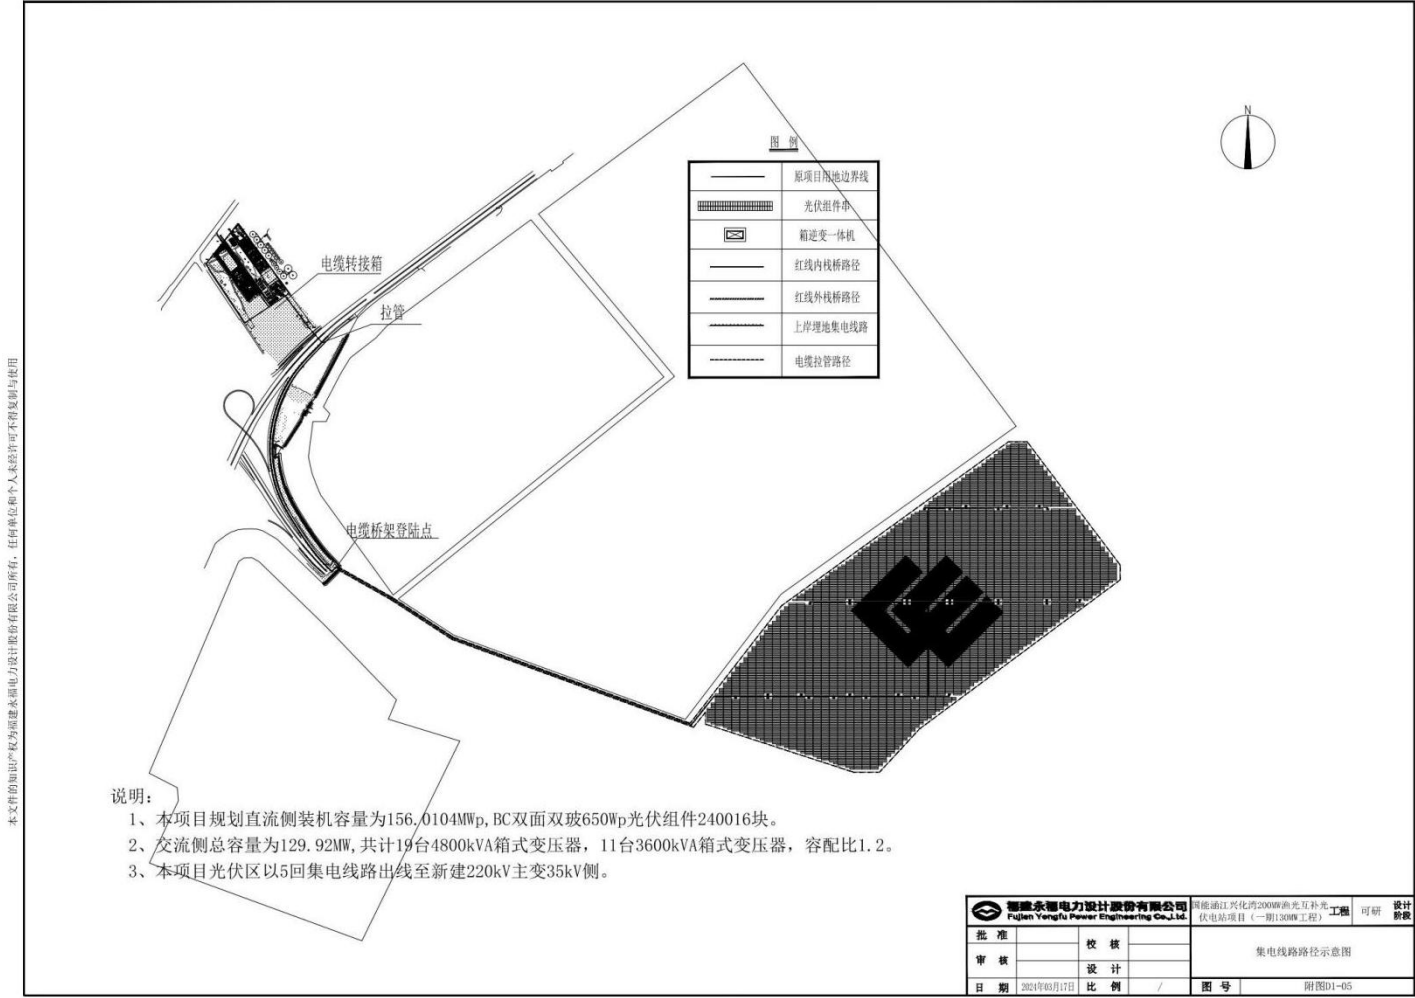 N
图 例
原项目用地边界线
光伏组件串
箱逆变一体机
红线内栈桥路径
红线外栈桥路径
上岸埋地集电线路
电缆拉管路径
电缆转接箱
拉管
电缆桥架登陆点
本文件的知识产权为福建永福电力设计股份有限公司所有，任何单位和个人未经许可不得复制与使用
说明：
1、本项目规划直流侧装机容量为156.0104MWp,BC双面双玻650Wp光伏组件240016块。
2、交流侧总容量为129.92MW,共计19台4800kVA箱式变压器，11台3600kVA箱式变压器，容配比1.2。
3、本项目光伏区以5回集电线路出线至新建220kV主变35kV侧。
福建永福电力设计股份有限公司
Fujian Yongfu Power Engineering Co.,Ltd.
国能涵江兴化湾200MW渔光互补光
伏电站项目（一期130MW工程）
工程
可研
设计
阶段
批 准
校 核
审 核
设 计
集电线路路径示意图
日 期
2024年03月17日
比 例
/
图 号
附图D1-05